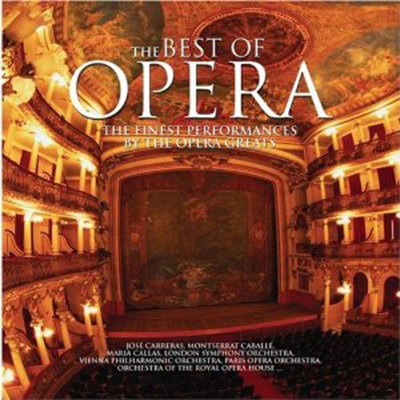 THE BEST OF
OPERA
THE FINEST PERFORMANCES
BY THE OPERA GREATS
JOSÉ CARRERAS, MONTSERRAT CABALLÉ,
MARIA CALLAS, LONDON SYMPHONY ORCHESTRA,
VIENNA PHILHARMONIC ORCHESTRA, PARIS OPERA ORCHESTRA,
ORCHESTRA OF THE ROYAL OPERA HOUSE ...